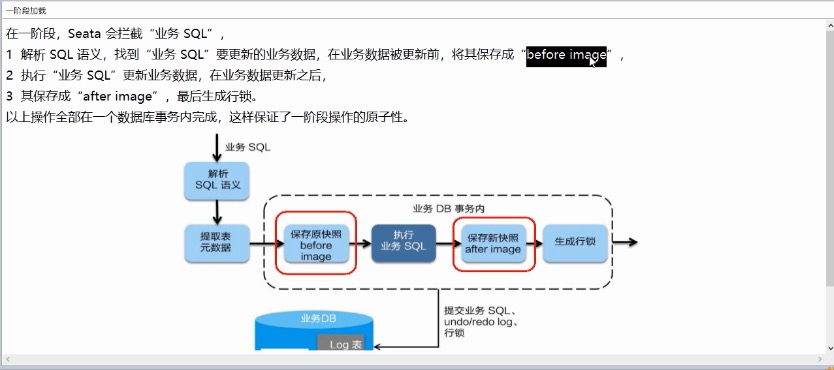 一阶段加载
在一阶段，Seata 会拦截“业务 SQL”，
1 解析 SQL 语义，找到“业务 SQL”要更新的业务数据，在业务数据被更新前，将其保存成“before image”，
2 执行“业务 SQL”更新业务数据，在业务数据更新之后，
3 其保存成“after image”，最后生成行锁。
以上操作全部在一个数据库事务内完成，这样保证了一阶段操作的原子性。
业务 SQL
解析
SQL 语义
业务 DB 事务内
提取表
元数据
保存原快照
before
image
执行
业务 SQL
保存新快照
after image
生成行锁
提交业务 SQL、
undo/redo log、
行锁
业务DB
Log 表